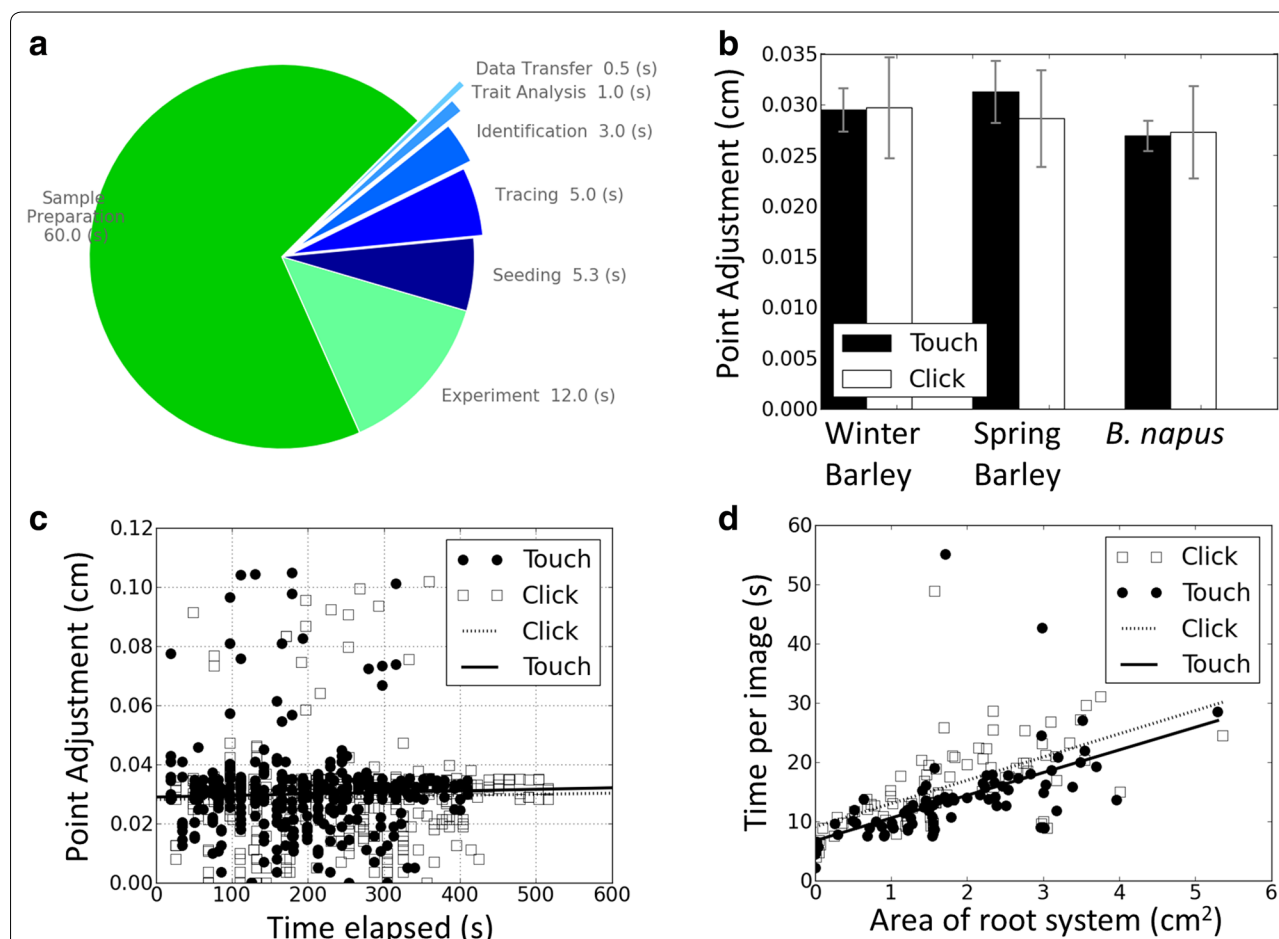 a
Data Transfer 0.5 (s)
Trait Analysis 1.0 (s)
Identification 3.0 (s)
Tracing 5.0 (s)
Sample
Preparation
60.0 (s)
Seeding 5.3 (s)
Experiment 12.0 (s)
b
Point Adjustment (cm)
0.035
0.030
0.025
0.020
0.015
0.010
0.005
0.000
Touch
Click
Winter
Barley
Spring
Barley
B. napus
c
Point Adjustment (cm)
0.12
0.10
0.08
0.06
0.04
0.02
0.00
Touch
Click
Click
Touch
0 100 200 300 400 500 600
Time elapsed (s)
d
Time per image (s)
60
50
40
30
20
10
0
Click
Touch
Click
Touch
0 1 2 3 4 5 6
Area of root system (cm²)